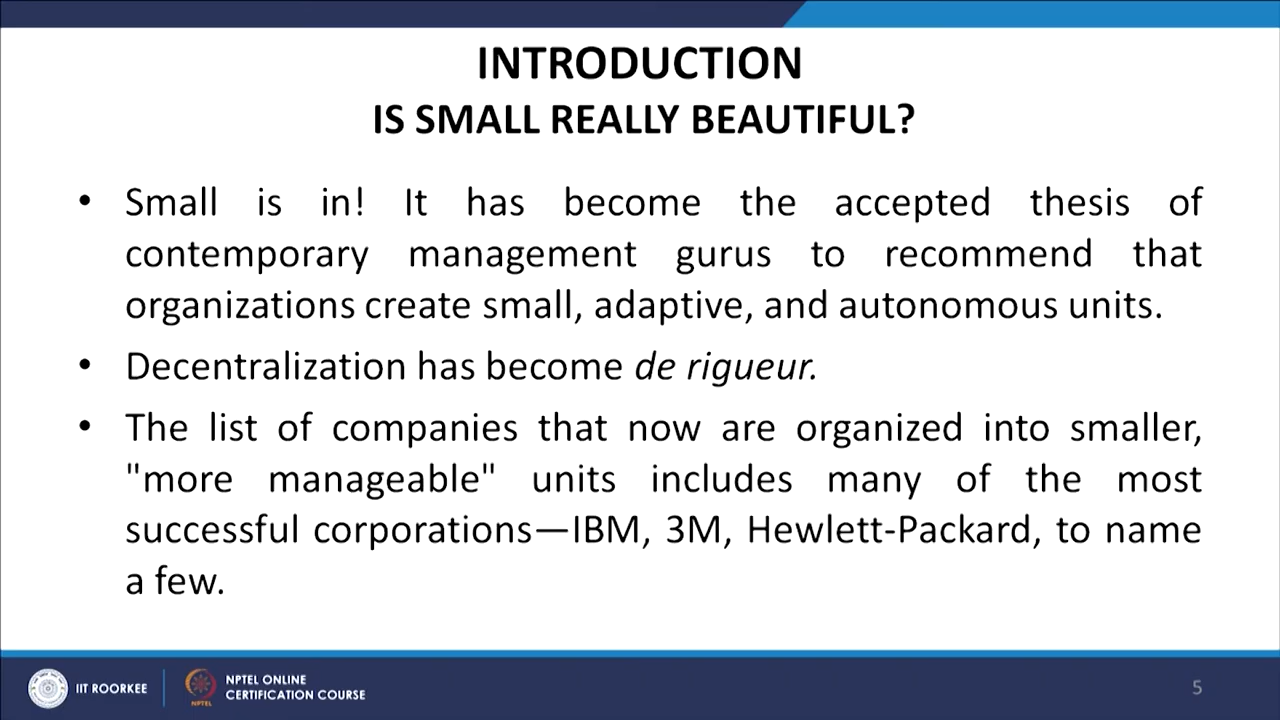 INTRODUCTION
IS SMALL REALLY BEAUTIFUL?
• Small is in! It has become the accepted thesis of
contemporary management gurus to recommend that
organizations create small, adaptive, and autonomous units.
• Decentralization has become de rigueur.
• The list of companies that now are organized into smaller,
"more manageable" units includes many of the most
successful corporations—IBM, 3M, Hewlett-Packard, to name
a few.
IIT ROORKEE
NPTEL ONLINE
CERTIFICATION COURSE
NPTEL
5